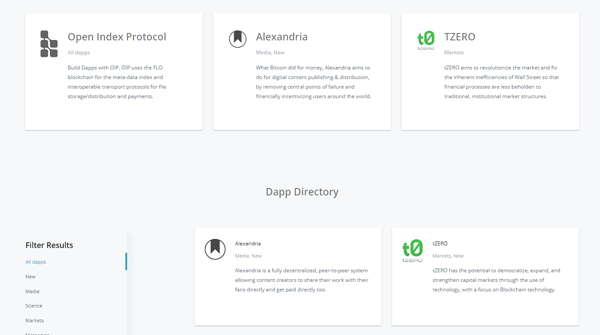 Open Index Protocol
All dapps
Build Dapps with OIP. OIP uses the FLO
blockchain for the meta-data index and
interoperable transport protocols for file
storage/distribution and payments.
Alexandria
Media, New
What Bitcoin did for money, Alexandria aims to
do for digital content publishing & distribution,
by removing central points of failure and
financially incentivizing users around the world.
t0
TZERO
TZERO
Markets
tZERO aims to revolutionize the market and fix
the inherent inefficiencies of Wall Street so that
financial processes are less beholden to
traditional, institutional market structures.
Dapp Directory
Filter Results
All dapps
New
Media
Science
Markets
Alexandria
Media, New
Alexandria is a fully decentralized, peer-to-peer system
allowing content creators to share their work with their
fans directly and get paid directly too.
t0
TZERO
tZERO
Markets, New
tZERO has the potential to democratize, expand, and
strengthen capital markets through the use of
technology, with a focus on Blockchain technology.